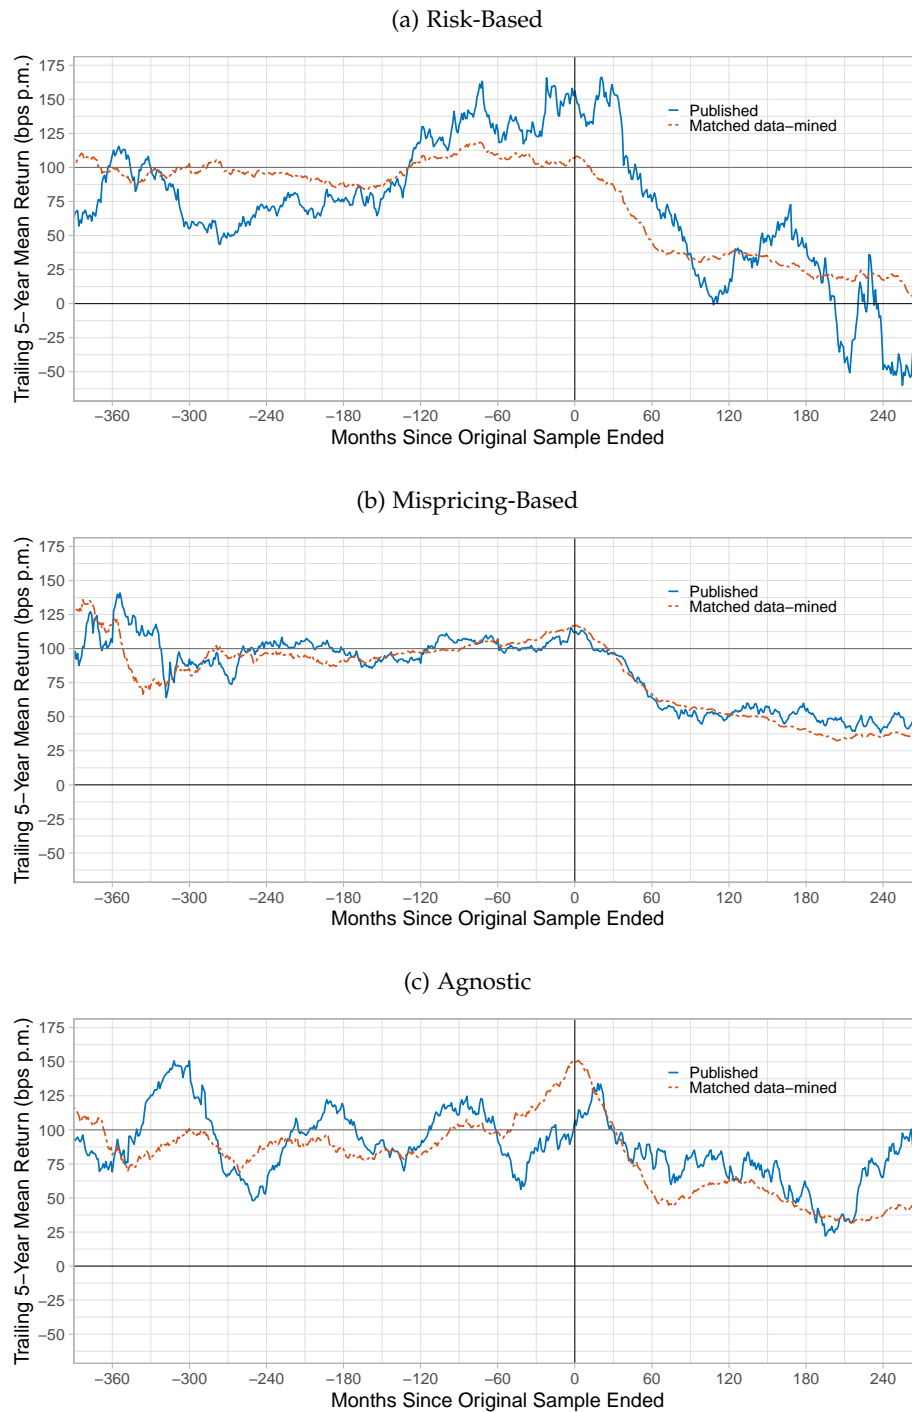 (a) Risk-Based
Trailing 5−Year Mean Return (bps p.m.)
175
150
125
100
75
50
25
0
−25
−50
Published
Matched data−mined
−360 −300 −240 −180 −120 −60 0 60 120 180 240
Months Since Original Sample Ended
(b) Mispricing-Based
Trailing 5−Year Mean Return (bps p.m.)
175
150
125
100
75
50
25
0
−25
−50
Published
Matched data−mined
−360 −300 −240 −180 −120 −60 0 60 120 180 240
Months Since Original Sample Ended
(c) Agnostic
Trailing 5−Year Mean Return (bps p.m.)
175
150
125
100
75
50
25
0
−25
−50
Published
Matched data−mined
−360 −300 −240 −180 −120 −60 0 60 120 180 240
Months Since Original Sample Ended